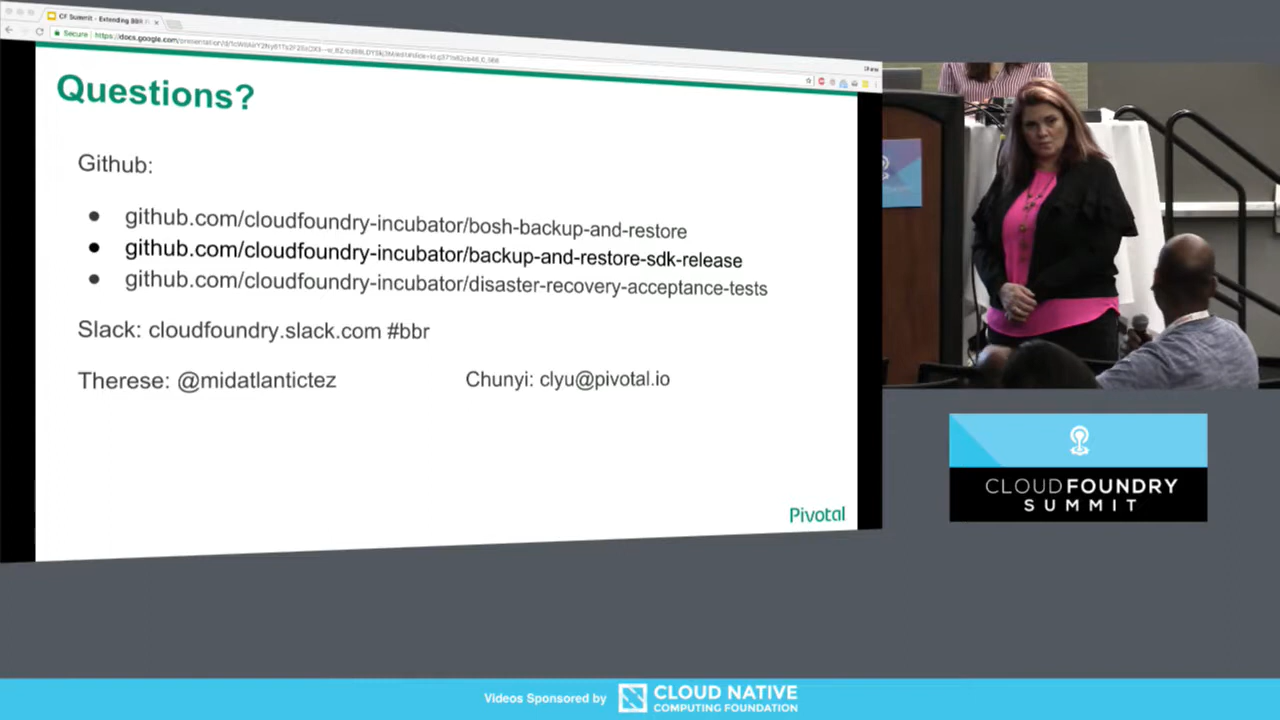 CF Summit - Extending BBR
Secure
Questions?
Github:
github.com/cloudfoundry-incubator/bosh-backup-and-restore
github.com/cloudfoundry-incubator/backup-and-restore-sdk-release
github.com/cloudfoundry-incubator/disaster-recovery-acceptance-tests
Slack: cloudfoundry.slack.com #bbr
Therese: @midatlantictez
Chunyi: clyu@pivotal.io
Pivotal
CLOUD FOUNDRY
SUMMIT
Videos Sponsored by
CLOUD NATIVE
COMPUTING FOUNDATION